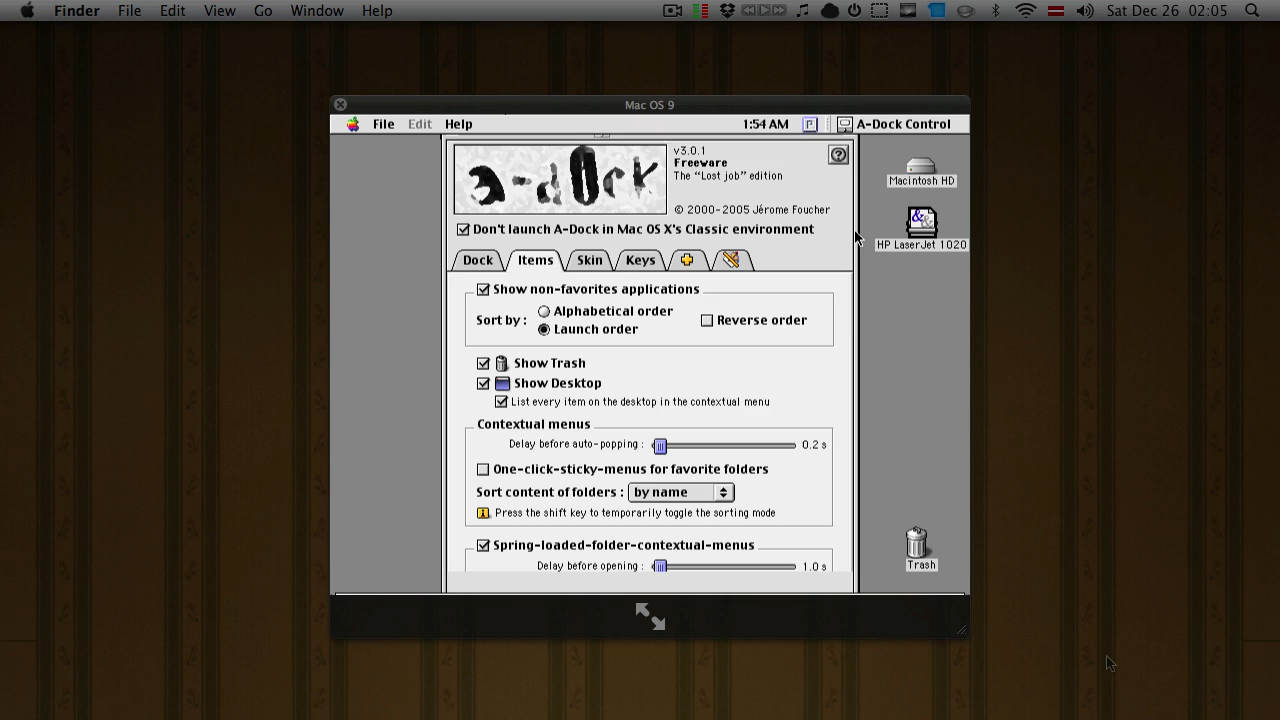 Finder File Edit View Go Window Help Sat Dec 26 02:05
Mac OS 9
File Edit Help 1:54 AM A-Dock Control
a-dock
v3.0.1
Freeware
The “Lost job” edition
© 2000-2005 Jérome Foucher
?
Don't launch A-Dock in Mac OS X's Classic environment
Dock Items Skin Keys
Show non-favorites applications
Sort by :
Alphabetical order
Launch order
Reverse order
Show Trash
Show Desktop
List every item on the desktop in the contextual menu
Contextual menus
Delay before auto-popping : 0.2 s
One-click-sticky-menus for favorite folders
Sort content of folders : by name
Press the shift key to temporarily toggle the sorting mode
Spring-loaded-folder-contextual-menus
Delay before opening : 1.0 s
Macintosh HD
HP LaserJet 1020
Trash